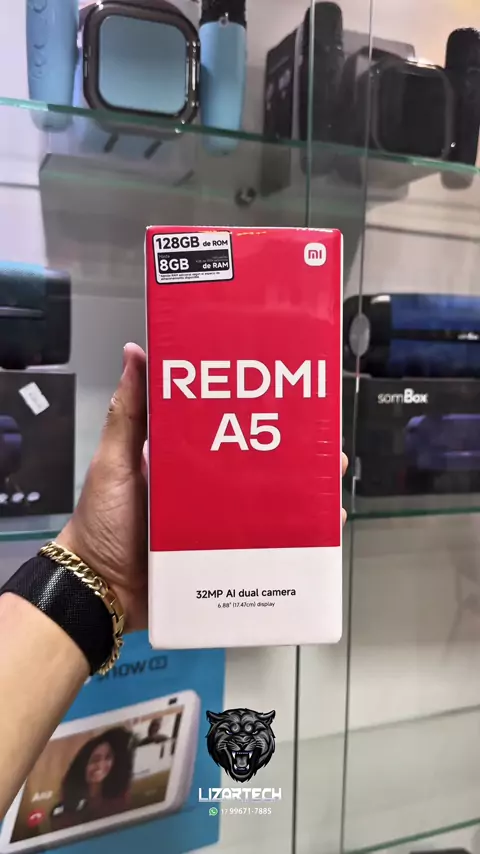 128GB de ROM
8GB de RAM
mi
REDMI
A5
somBox
32MP AI dual camera
6.88" (17.47cm) display
Ana
LIZARTECH
99671-7885